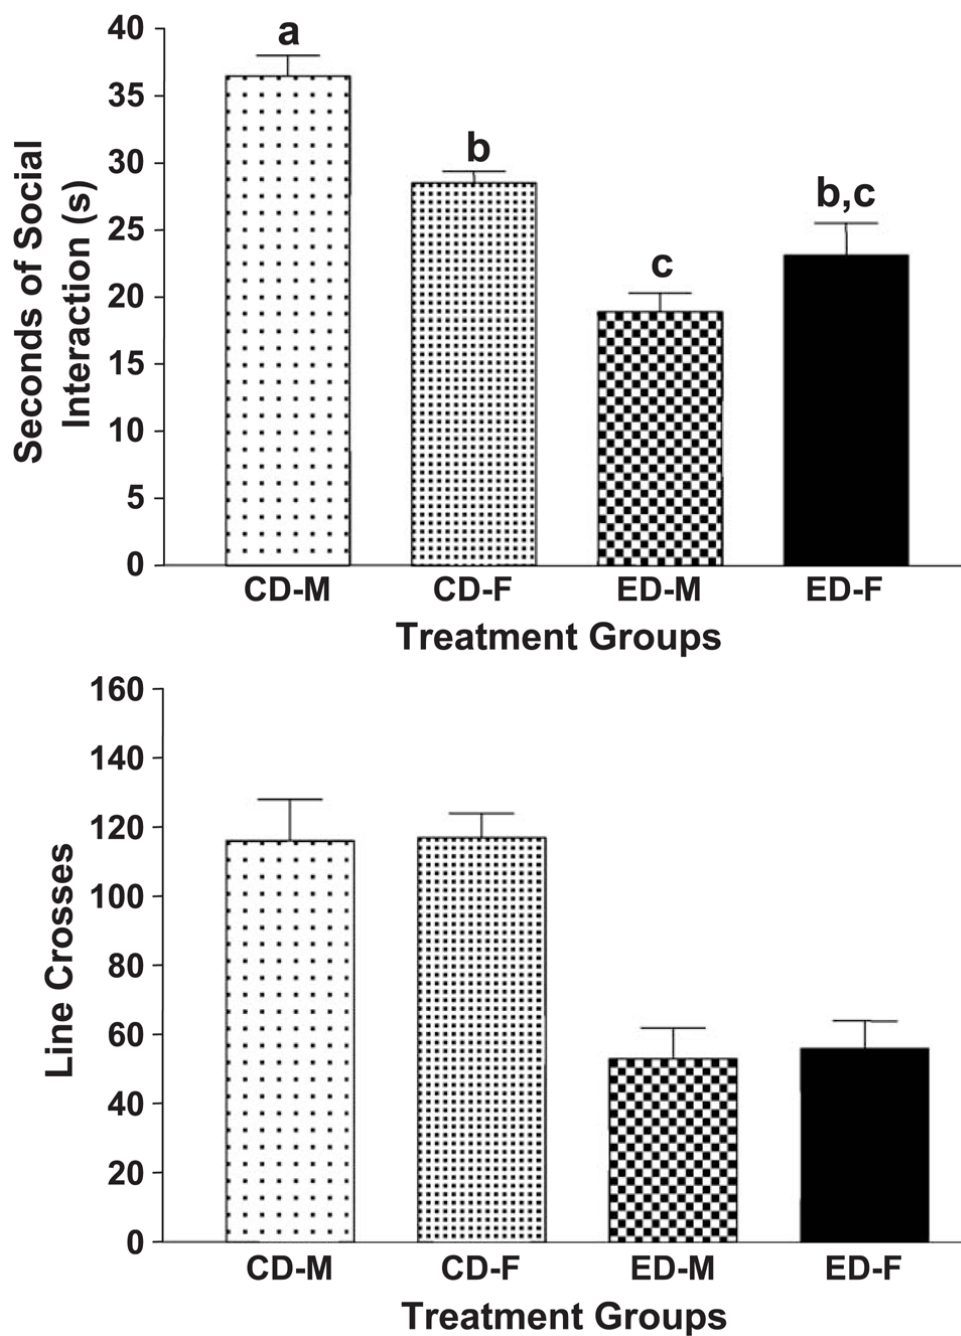 40
35
30
25
20
15
10
5
0
Seconds of Social
Interaction (s)
a
b
c
b,c
CD-M CD-F ED-M ED-F
Treatment Groups
160
140
120
100
80
60
40
20
0
Line Crosses
CD-M CD-F ED-M ED-F
Treatment Groups